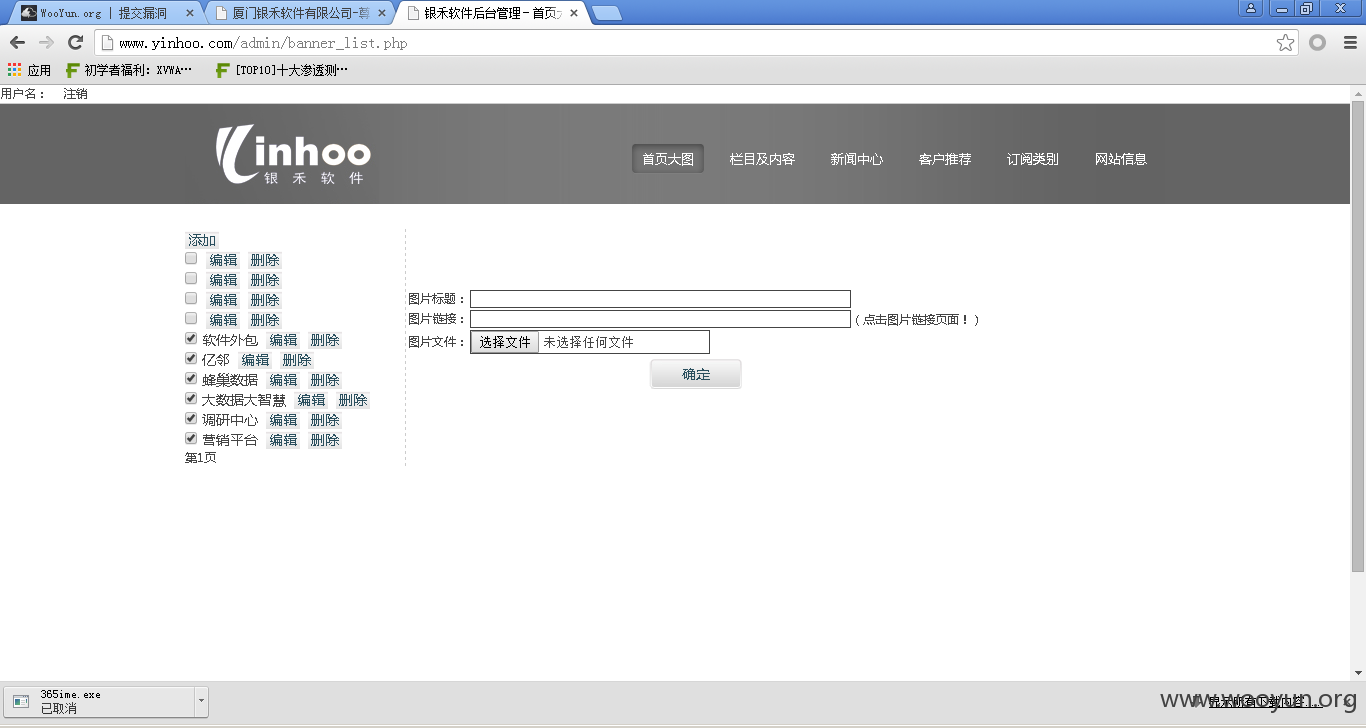 WooYun.org | 提交漏洞
厦门银禾软件有限公司-尊
银禾软件后台管理－首页
www.yinhoo.com/admin/banner_list.php
应用 初学者福利：XVWA… [TOP10]十大渗透测…
用户名： 注销
inhoo
银禾软件
首页大图 栏目及内容 新闻中心 客户推荐 订阅类别 网站信息
添加
编辑 删除
编辑 删除
编辑 删除
编辑 删除
软件外包 编辑 删除
亿邻 编辑 删除
蜂巢数据 编辑 删除
大数据大智慧 编辑 删除
调研中心 编辑 删除
营销平台 编辑 删除
第1页
图片标题：
图片链接： （点击图片链接页面！）
图片文件： 选择文件 未选择任何文件
确定
365ime.exe
已取消
显示所有下载内容...
www.wooyun.org